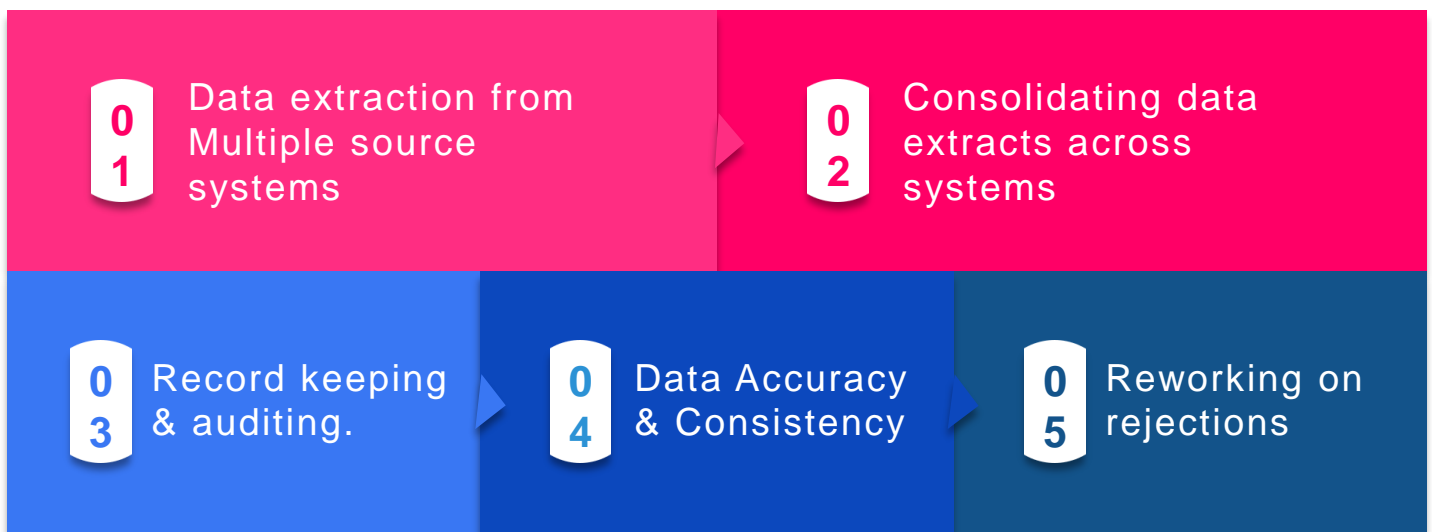 0
1
Data extraction from
Multiple source
systems
0
2
Consolidating data
extracts across
systems
0
3
Record keeping
& auditing.
0
4
Data Accuracy
& Consistency
0
5
Reworking on
rejections